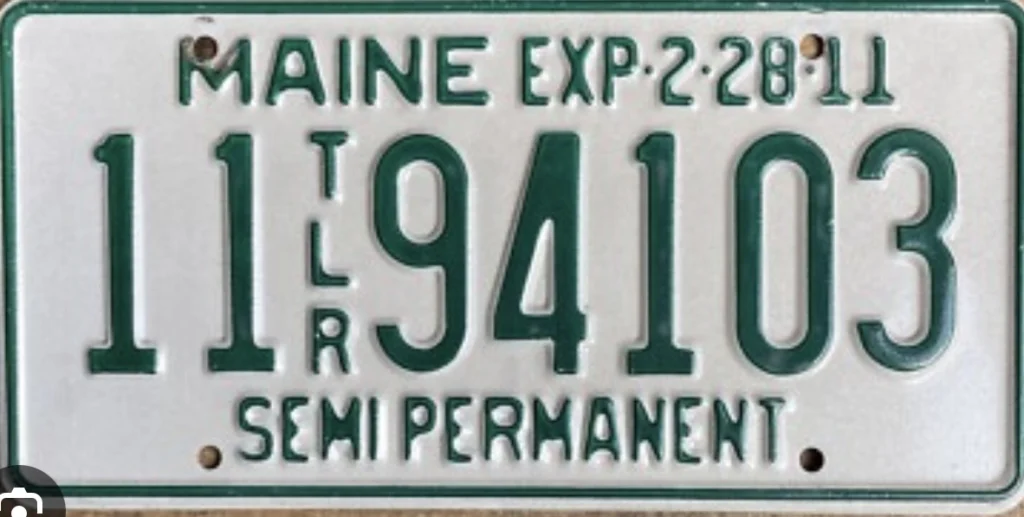 MAINE EXP·2·28·11
11 TLR 94103
SEMI PERMANENT